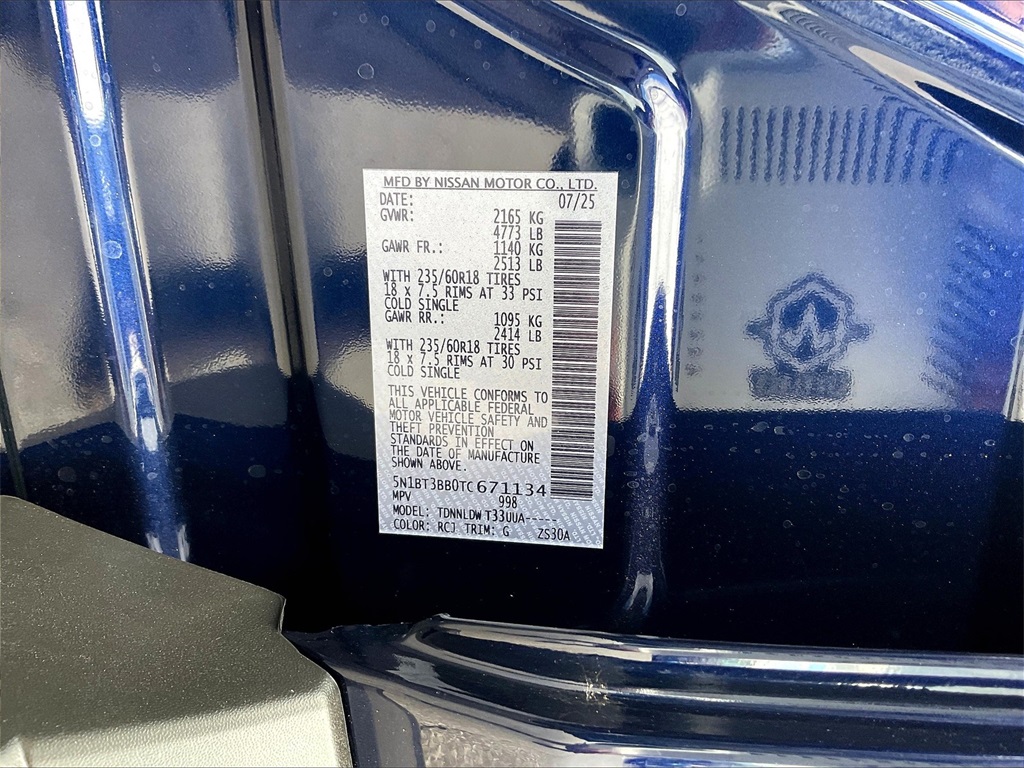 MFD BY NISSAN MOTOR CO., LTD.
DATE: 07/25
GVWR: 2165 KG
4773 LB
GAWR FR.: 1140 KG
2513 LB
WITH 235/60R18 TIRES
18 x 7.5 RIMS AT 33 PSI
COLD SINGLE
GAWR RR.: 1095 KG
2414 LB
WITH 235/60R18 TIRES
18 x 7.5 RIMS AT 30 PSI
COLD SINGLE
THIS VEHICLE CONFORMS TO
ALL APPLICABLE FEDERAL
MOTOR VEHICLE SAFETY AND
THEFT PREVENTION
STANDARDS IN EFFECT ON
THE DATE OF MANUFACTURE
SHOWN ABOVE.
5N1BT3BB0TC671134
MPV 998
MODEL: TDNNLDW T33UUA-----
COLOR: RCJ TRIM: G ZS30A